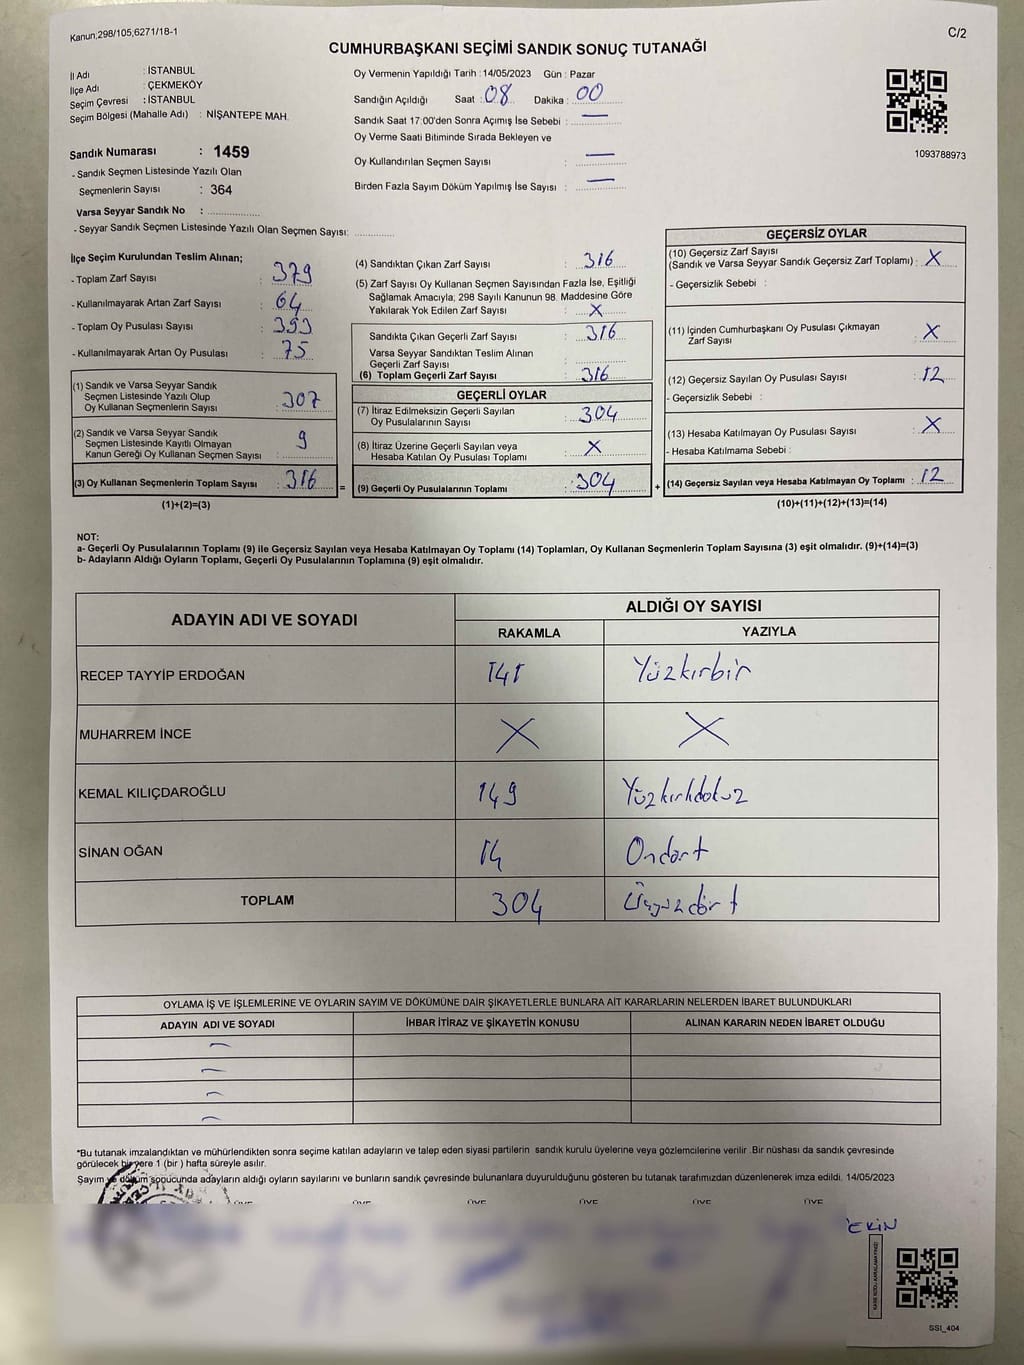 Kanun;298/105,6271/18-1
C/2
CUMHURBAŞKANI SEÇİMİ SANDIK SONUÇ TUTANAĞI
İl Adı : İSTANBUL
İlçe Adı : ÇEKMEKÖY
Seçim Çevresi : İSTANBUL
Seçim Bölgesi (Mahalle Adı) : NİŞANTEPE MAH.
Oy Vermenin Yapıldığı Tarih : 14/05/2023 Gün : Pazar
Sandığın Açıldığı Saat : 08 Dakika : 00
Sandık Saat 17:00'den Sonra Açımış İse Sebebi : —
Oy Verme Saati Bitiminde Sırada Bekleyen ve
Oy Kullandırılan Seçmen Sayısı : —
Birden Fazla Sayım Döküm Yapılmış İse Sayısı : —
1093788973
Sandık Numarası : 1459
- Sandık Seçmen Listesinde Yazılı Olan
Seçmenlerin Sayısı : 364
Varsa Seyyar Sandık No :
- Seyyar Sandık Seçmen Listesinde Yazılı Olan Seçmen Sayısı:
İlçe Seçim Kurulundan Teslim Alınan;
- Toplam Zarf Sayısı : 379
- Kullanılmayarak Artan Zarf Sayısı : 64
- Toplam Oy Pusulası Sayısı : 393
- Kullanılmayarak Artan Oy Pusulası : 75
(1) Sandık ve Varsa Seyyar Sandık
Seçmen Listesinde Yazılı Olup
Oy Kullanan Seçmenlerin Sayısı : 307
(2) Sandık ve Varsa Seyyar Sandık
Seçmen Listesinde Kayıtlı Olmayan
Kanun Gereği Oy Kullanan Seçmen Sayısı : 9
(3) Oy Kullanan Seçmenlerin Toplam Sayısı : 316
(1)+(2)=(3)
(4) Sandıktan Çıkan Zarf Sayısı : 316
(5) Zarf Sayısı Oy Kullanan Seçmen Sayısından Fazla İse, Eşitliği
Sağlamak Amacıyla; 298 Sayılı Kanunun 98. Maddesine Göre
Yakılarak Yok Edilen Zarf Sayısı : X
Sandıkta Çıkan Geçerli Zarf Sayısı : 316
Varsa Seyyar Sandıktan Teslim Alınan
Geçerli Zarf Sayısı :
(6) Toplam Geçerli Zarf Sayısı : 316
GEÇERLİ OYLAR
(7) İtiraz Edilmeksizin Geçerli Sayılan
Oy Pusulalarının Sayısı : 304
(8) İtiraz Üzerine Geçerli Sayılan veya
Hesaba Katılan Oy Pusulası Toplamı : X
= (9) Geçerli Oy Pusulalarının Toplamı : 304
GEÇERSİZ OYLAR
(10) Geçersiz Zarf Sayısı
(Sandık ve Varsa Seyyar Sandık Geçersiz Zarf Toplamı) : X
- Geçersizlik Sebebi :
(11) İçinden Cumhurbaşkanı Oy Pusulası Çıkmayan
Zarf Sayısı : X
(12) Geçersiz Sayılan Oy Pusulası Sayısı : 12
- Geçersizlik Sebebi :
(13) Hesaba Katılmayan Oy Pusulası Sayısı : X
- Hesaba Katılmama Sebebi :
+ (14) Geçersiz Sayılan veya Hesaba Katılmayan Oy Toplamı : 12
(10)+(11)+(12)+(13)=(14)
NOT:
a- Geçerli Oy Pusulalarının Toplamı (9) ile Geçersiz Sayılan veya Hesaba Katılmayan Oy Toplamı (14) Toplamları, Oy Kullanan Seçmenlerin Toplam Sayısına (3) eşit olmalıdır. (9)+(14)=(3)
b- Adayların Aldığı Oyların Toplamı, Geçerli Oy Pusulalarının Toplamına (9) eşit olmalıdır.
ADAYIN ADI VE SOYADI
ALDIĞI OY SAYISI
RAKAMLA YAZIYLA
RECEP TAYYİP ERDOĞAN 141 Yüzkırbir
MUHARREM İNCE X X
KEMAL KILIÇDAROĞLU 149 Yüzkırkdokuz
SİNAN OĞAN 14 Ondört
TOPLAM 304 Üçyüzdört
OYLAMA İŞ VE İŞLEMLERİNE VE OYLARIN SAYIM VE DÖKÜMÜNE DAİR ŞİKAYETLERLE BUNLARA AİT KARARLARIN NELERDEN İBARET BULUNDUKLARI
ADAYIN ADI VE SOYADI İHBAR İTİRAZ VE ŞİKAYETİN KONUSU ALINAN KARARIN NEDEN İBARET OLDUĞU
—
—
—
—
*Bu tutanak imzalandıktan ve mühürlendikten sonra seçime katılan adayların ve talep eden siyasi partilerin sandık kurulu üyelerine veya gözlemcilerine verilir .Bir nüshası da sandık çevresinde
görülecek bir yere 1 (bir ) hafta süreyle asılır.
Sayım ve döküm sonucunda adayların aldığı oyların sayılarını ve bunların sandık çevresinde bulunanlara duyurulduğunu gösteren bu tutanak tarafımızdan düzenlenerek imza edildi. 14/05/2023
ÜYE ÜYE ÜYE ÜYE ÜYE ÜYE
SSI_404